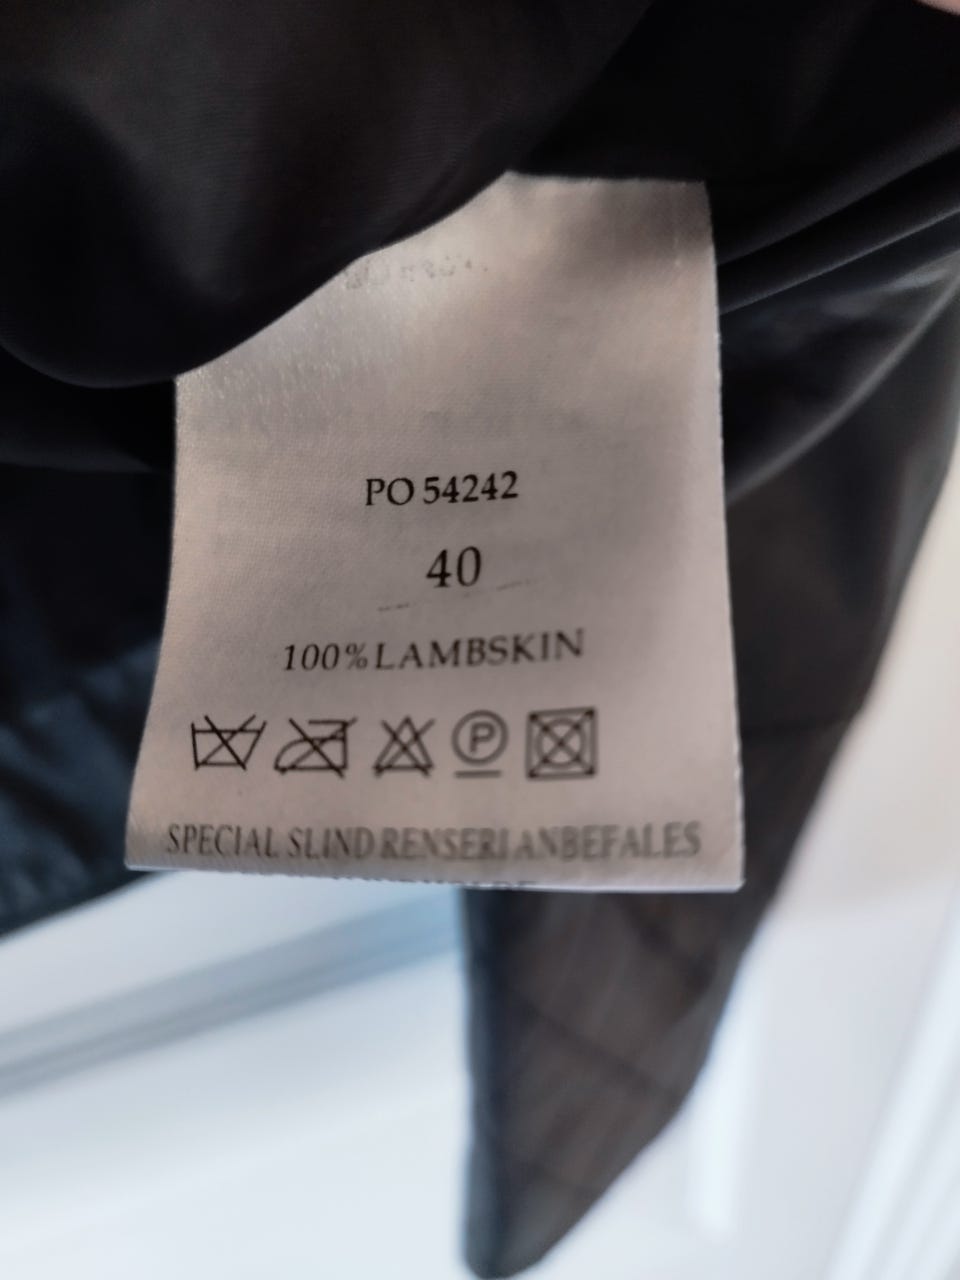 PO 54242
40
100% LAMBSKIN
P
SPECIAL SLIND RENSERI ANBEFALES